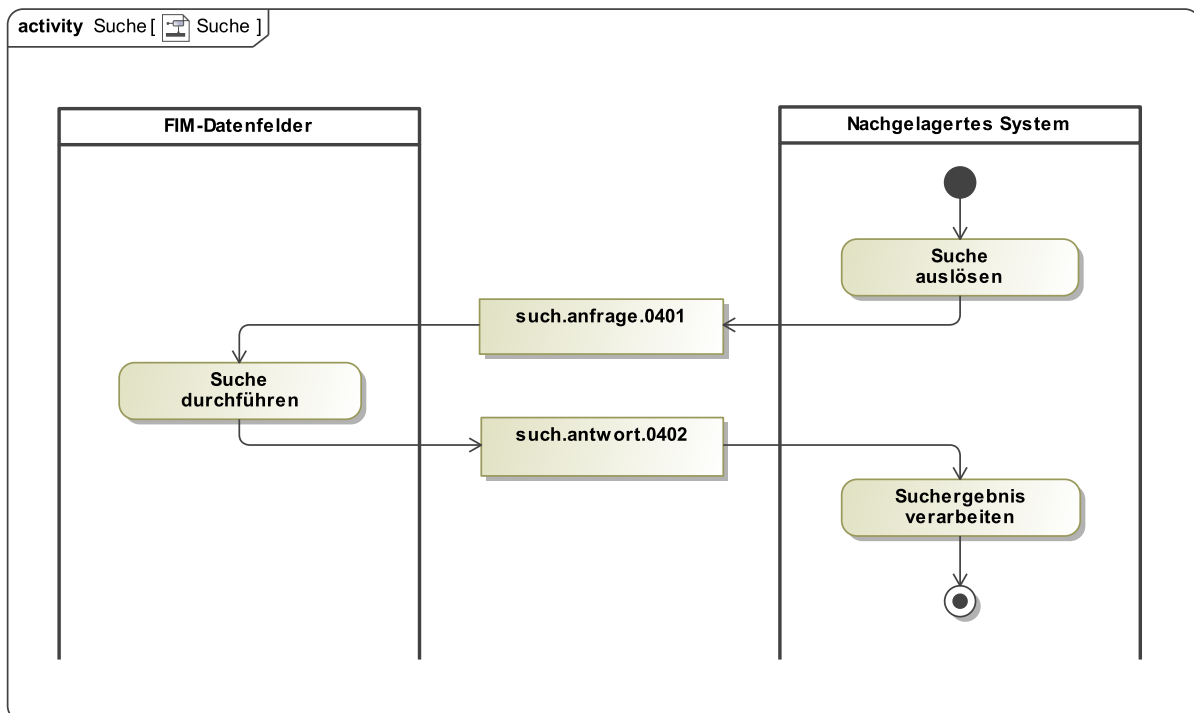 activity Suche [ Suche ]
FIM-Datenfelder
Nachgelagertes System
Suche
auslösen
such.anfrage.0401
Suche
durchführen
such.antwort.0402
Suchergebnis
verarbeiten